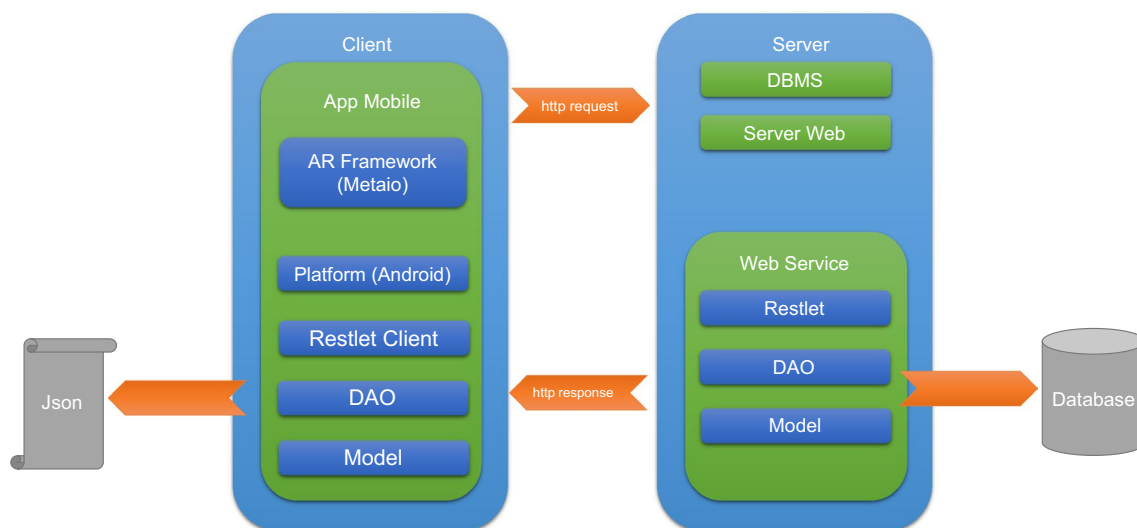 Client
App Mobile
AR Framework
(Metaio)
Platform (Android)
Restlet Client
DAO
Model
Json
http request
http response
Server
DBMS
Server Web
Web Service
Restlet
DAO
Model
Database